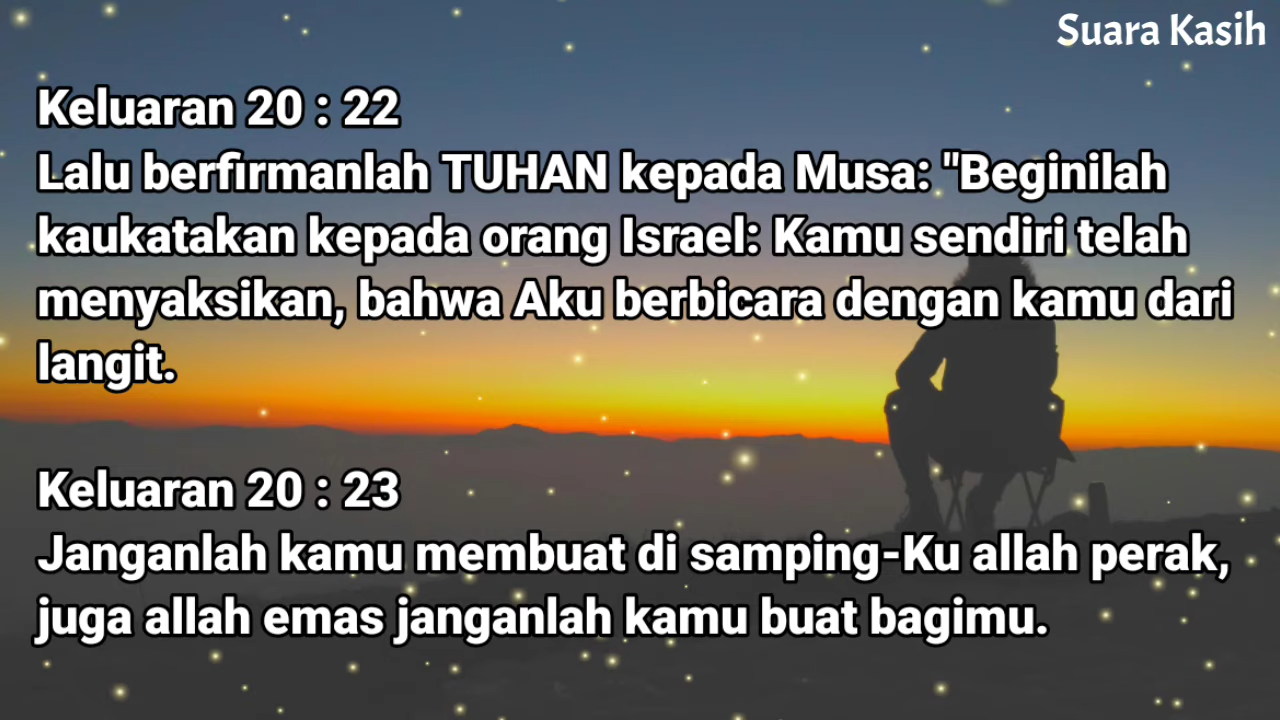 Suara Kasih
Keluaran 20 : 22
Lalu berfirmanlah TUHAN kepada Musa: "Beginilah
kaukatakan kepada orang Israel: Kamu sendiri telah
menyaksikan, bahwa Aku berbicara dengan kamu dari
langit.
Keluaran 20 : 23
Janganlah kamu membuat di samping-Ku allah perak,
juga allah emas janganlah kamu buat bagimu.